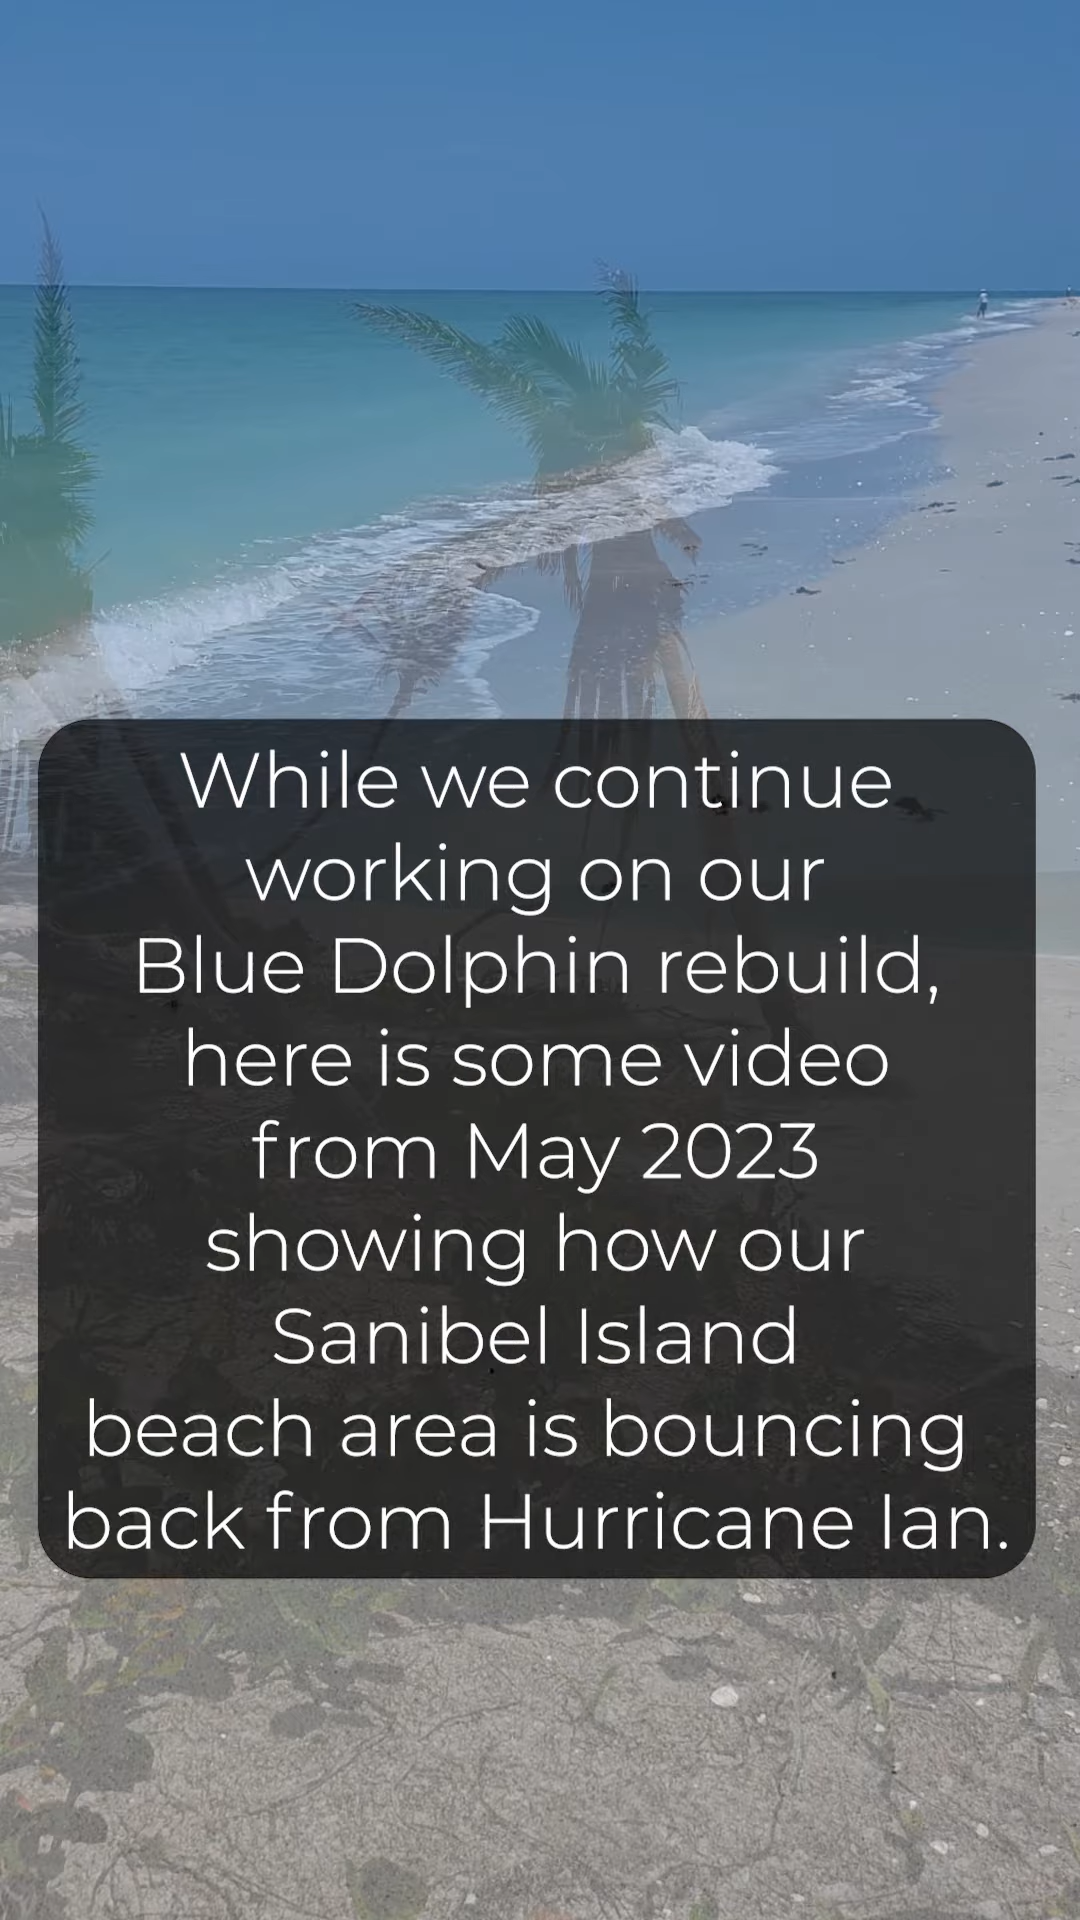 While we continue
working on our
Blue Dolphin rebuild,
here is some video
from May 2023
showing how our
Sanibel Island
beach area is bouncing
back from Hurricane Ian.